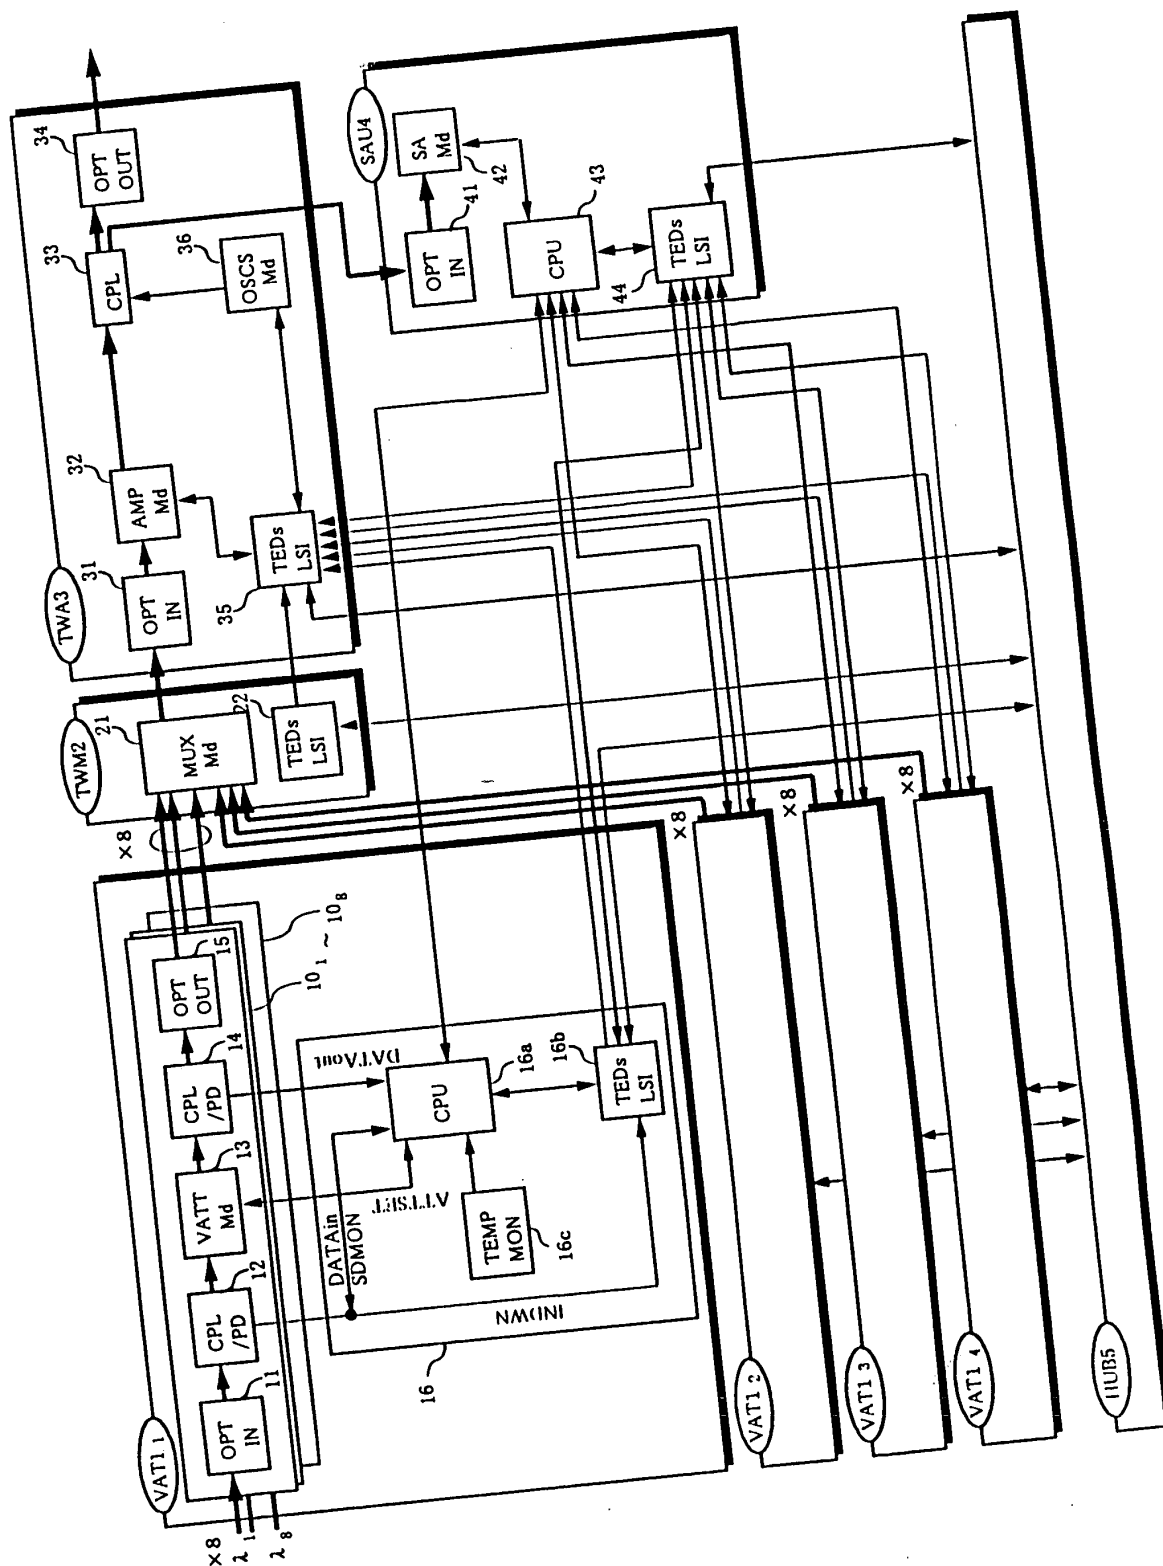 TWA3
34
OPT
OUT
33
CPL
36
OSCS
Md
32
AMP
Md
31
OPT
IN
35
TEDs
LSI
SAU4
SA
Md
42
OPT
IN
41
CPU
43
TEDs
LSI
44
TWM2
21
MUX
Md
22
TEDs
LSI
×8
VAT1 1
×8
λ 1
λ 8
OPT
IN
11
CPL
/PD
12
VATT
Md
13
CPL
/PD
14
OPT
OUT
15
10 8
10 1 ~
16
DATAin
SDMON
ATTSET
DATAout
INDWN
CPU
16a
TEDs
LSI
16b
TEMP
MON
16c
×8
×8
×8
VAT1 2
VAT1 3
VAT1 4
HUB5